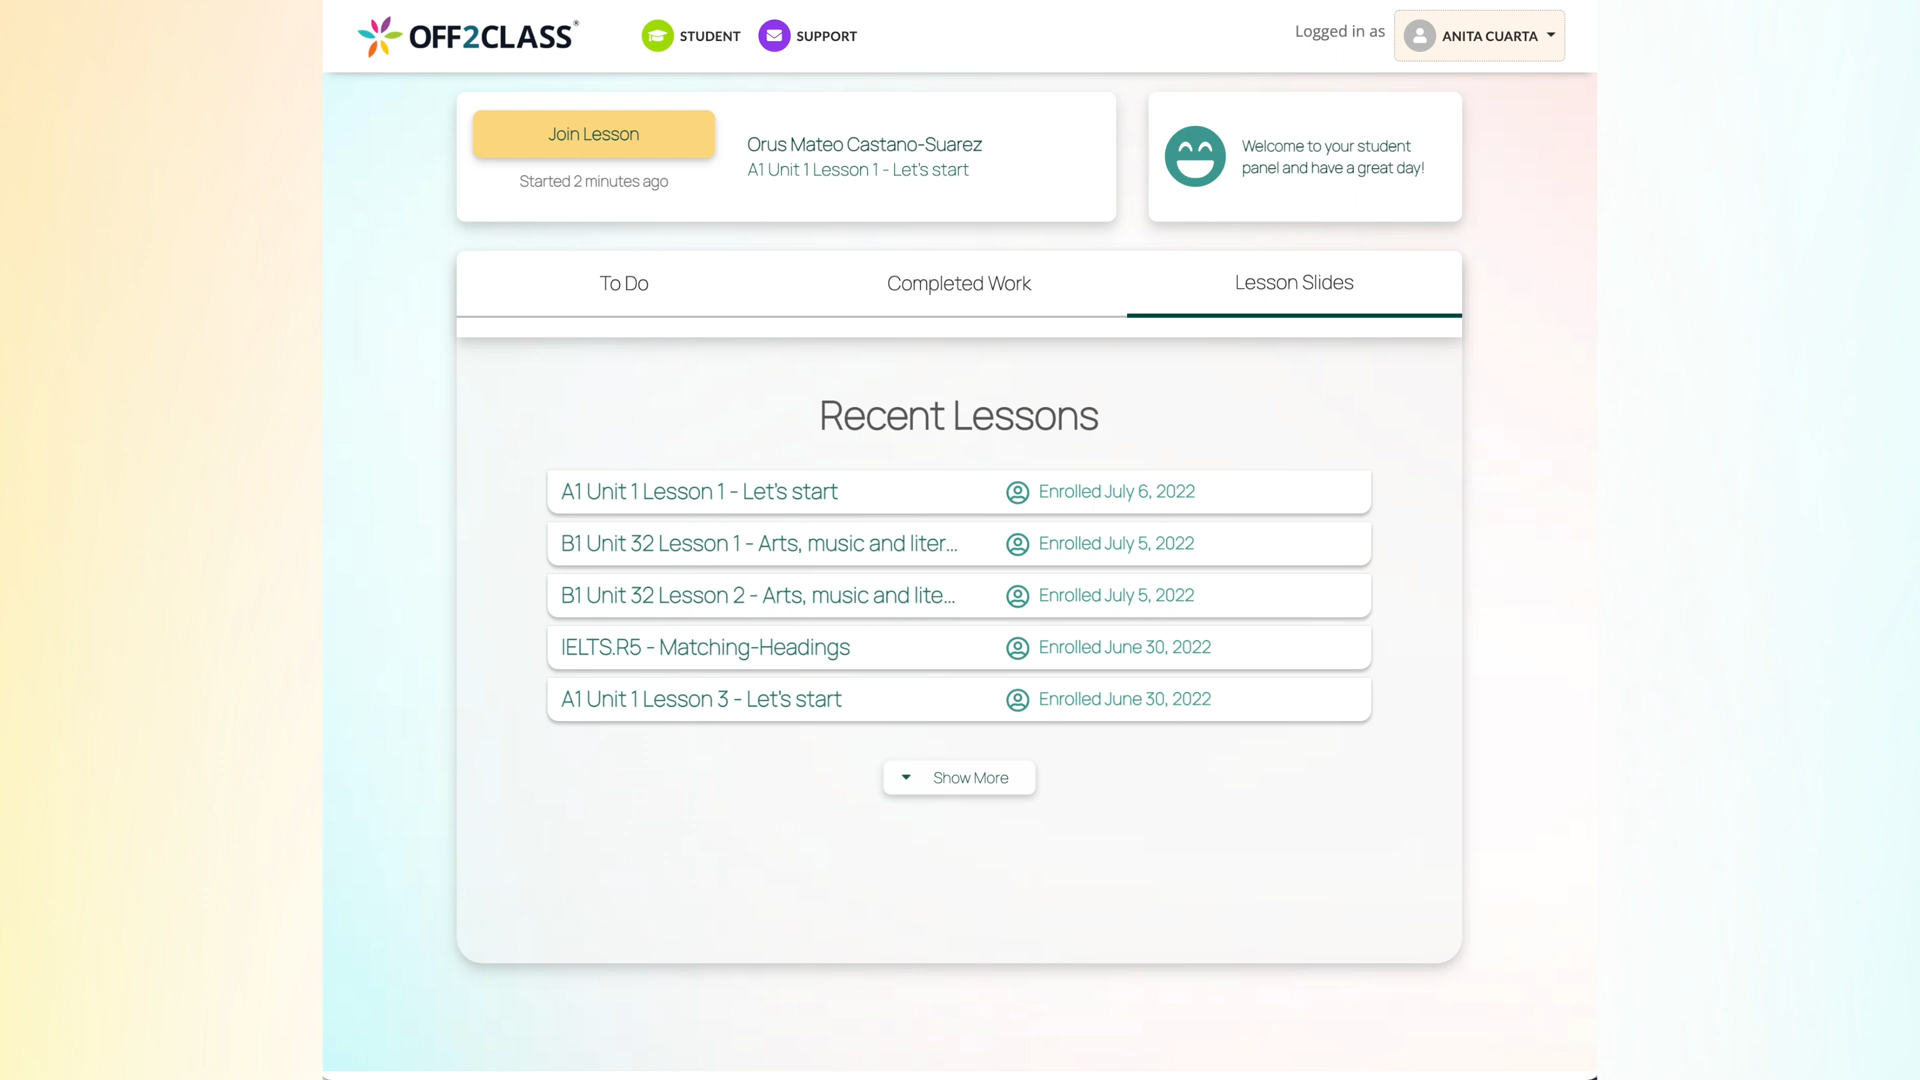 OFF2CLASS®
STUDENT
SUPPORT
Logged in as
ANITA CUARTA
Join Lesson
Started 2 minutes ago
Orus Mateo Castano-Suarez
A1 Unit 1 Lesson 1 - Let's start
Welcome to your student
panel and have a great day!
To Do
Completed Work
Lesson Slides
Recent Lessons
A1 Unit 1 Lesson 1 - Let's start
Enrolled July 6, 2022
B1 Unit 32 Lesson 1 - Arts, music and liter...
Enrolled July 5, 2022
B1 Unit 32 Lesson 2 - Arts, music and lite...
Enrolled July 5, 2022
IELTS.R5 - Matching-Headings
Enrolled June 30, 2022
A1 Unit 1 Lesson 3 - Let's start
Enrolled June 30, 2022
Show More